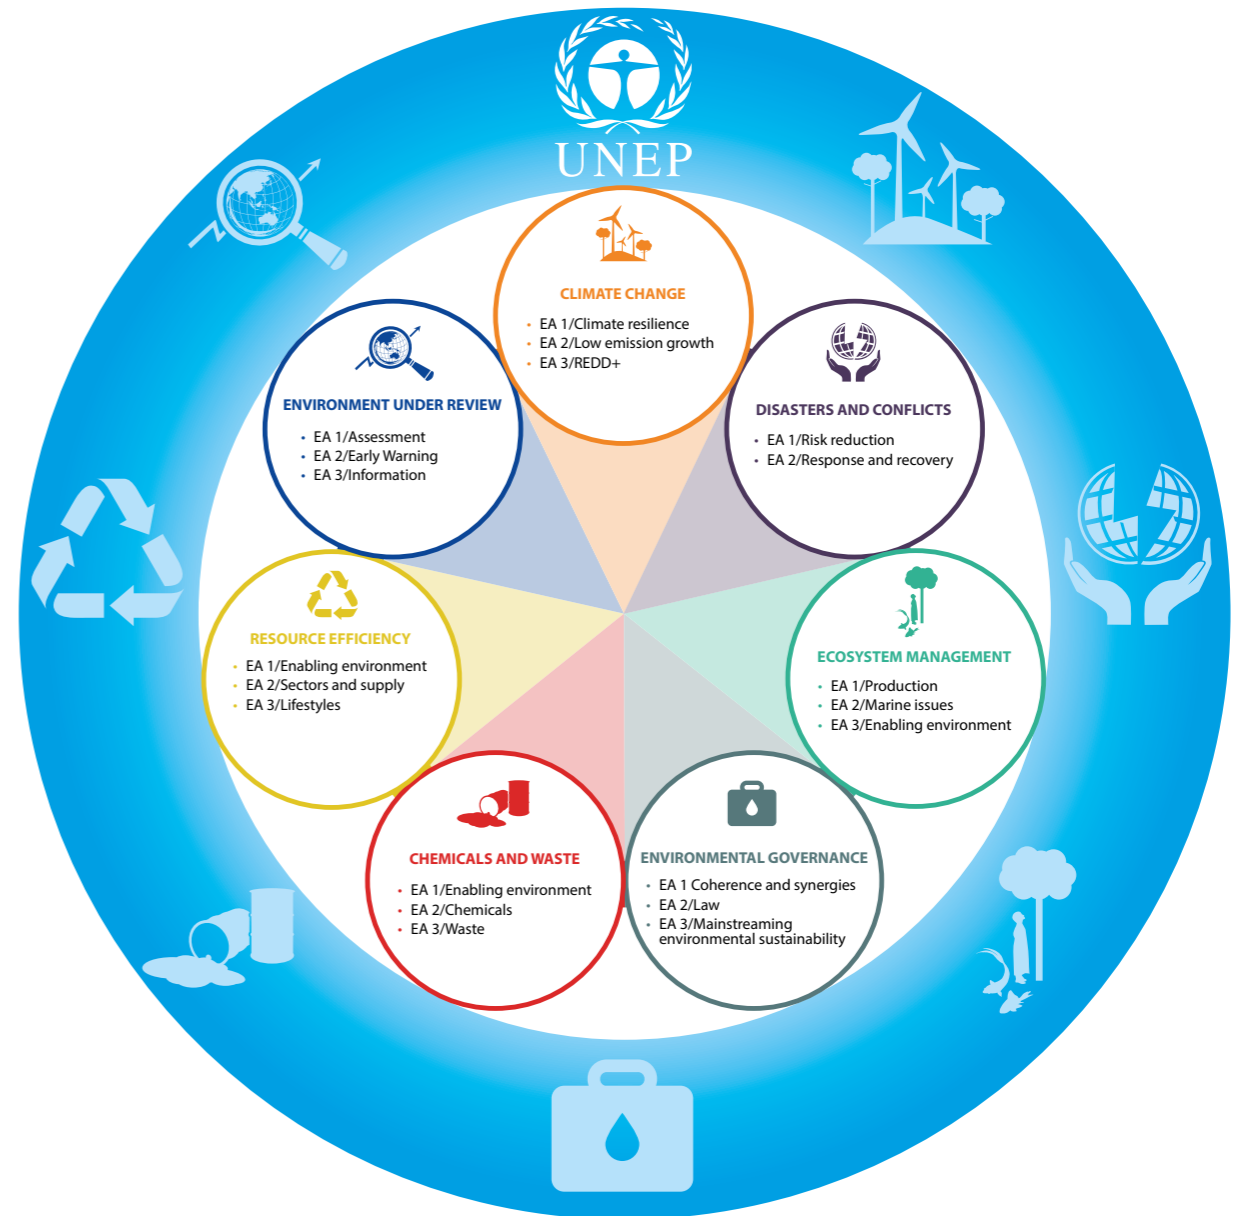 UNEP
CLIMATE CHANGE
• EA 1/Climate resilience
• EA 2/Low emission growth
• EA 3/REDD+
DISASTERS AND CONFLICTS
• EA 1/Risk reduction
• EA 2/Response and recovery
ECOSYSTEM MANAGEMENT
• EA 1/Production
• EA 2/Marine issues
• EA 3/Enabling environment
ENVIRONMENTAL GOVERNANCE
• EA 1 Coherence and synergies
• EA 2/Law
• EA 3/Mainstreaming
environmental sustainability
CHEMICALS AND WASTE
• EA 1/Enabling environment
• EA 2/Chemicals
• EA 3/Waste
RESOURCE EFFICIENCY
• EA 1/Enabling environment
• EA 2/Sectors and supply
• EA 3/Lifestyles
ENVIRONMENT UNDER REVIEW
• EA 1/Assessment
• EA 2/Early Warning
• EA 3/Information